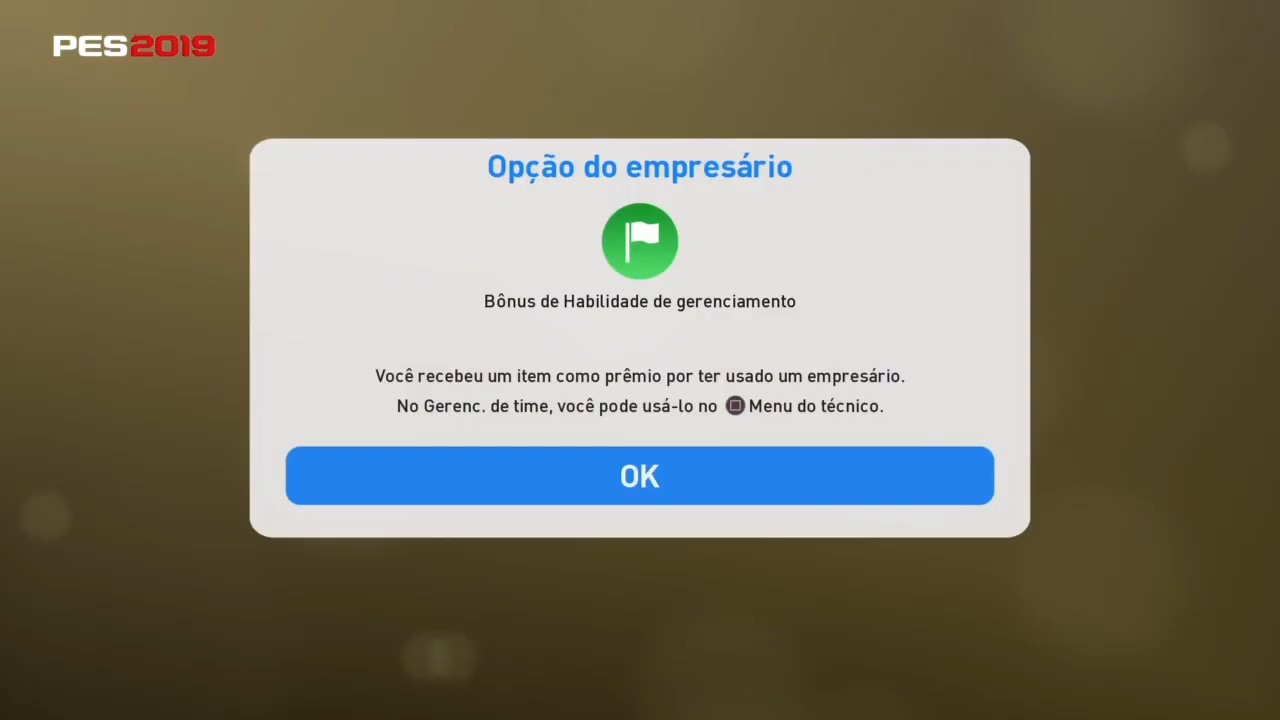 PES2019
Opção do empresário
Bônus de Habilidade de gerenciamento
Você recebeu um item como prêmio por ter usado um empresário.
No Gerenc. de time, você pode usá-lo no Menu do técnico.
OK